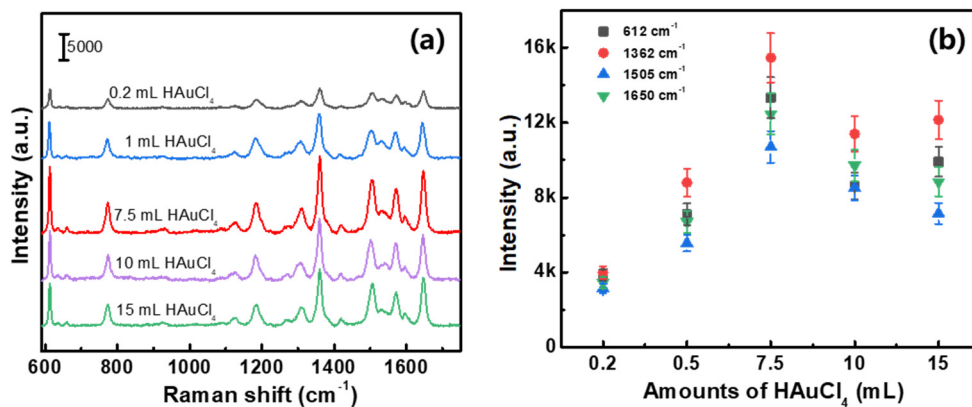 (a)
5000
0.2 mL HAuCl₄
1 mL HAuCl₄
7.5 mL HAuCl₄
10 mL HAuCl₄
15 mL HAuCl₄
Intensity (a.u.)
600 800 1000 1200 1400 1600
Raman shift (cm⁻¹)
(b)
612 cm⁻¹
1362 cm⁻¹
1505 cm⁻¹
1650 cm⁻¹
16k
12k
8k
4k
0
Intensity (a.u.)
0.2 0.5 7.5 10 15
Amounts of HAuCl₄ (mL)